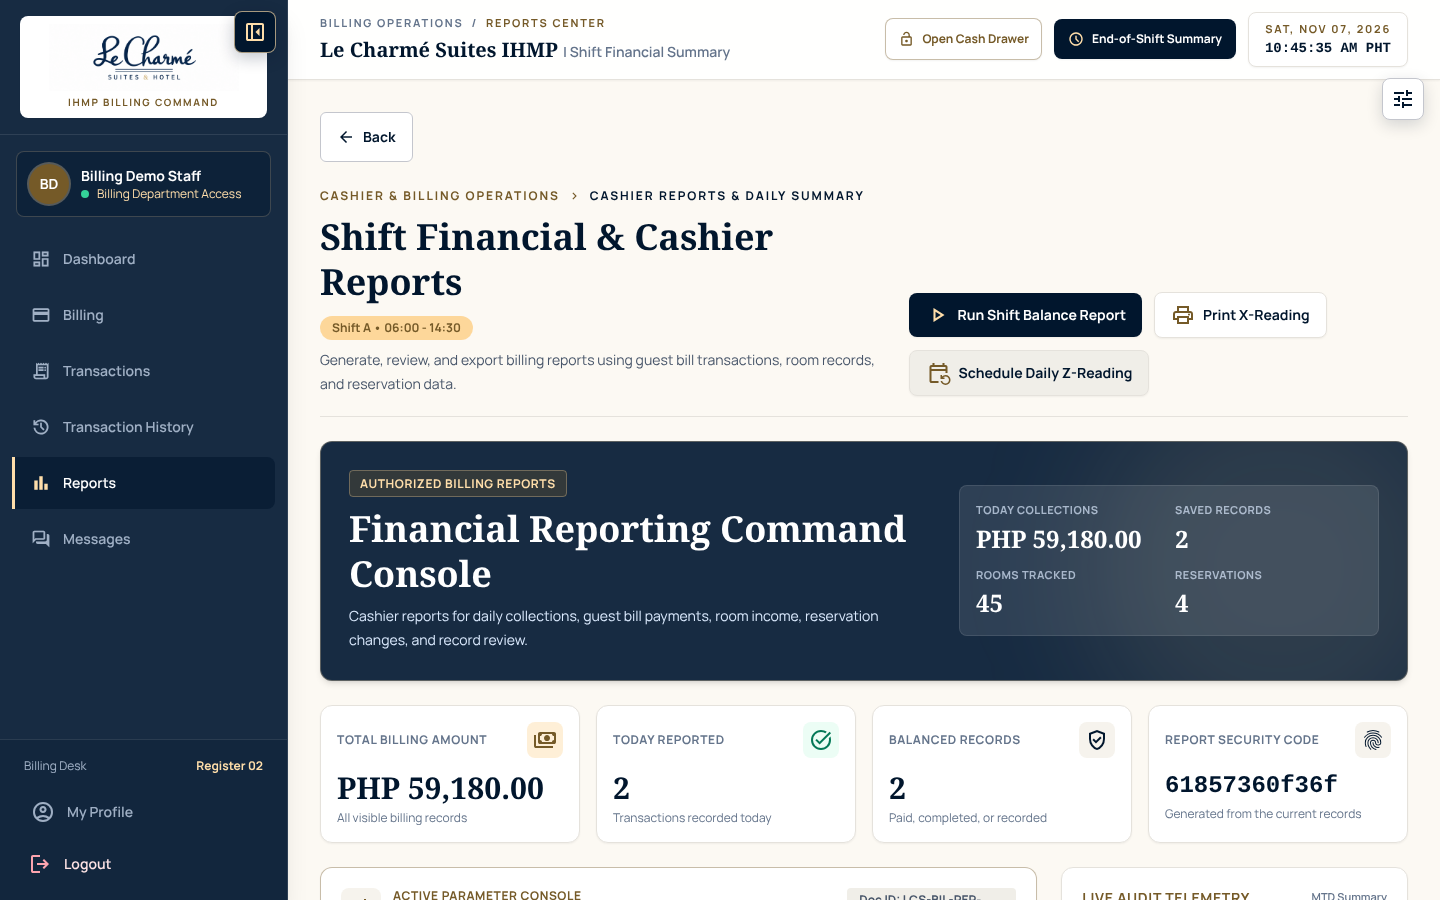 Le Charmé
SUITES & HOTEL
IHMP BILLING COMMAND
BD
Billing Demo Staff
Billing Department Access
Dashboard
Billing
Transactions
Transaction History
Reports
Messages
Billing Desk
Register 02
My Profile
Logout
BILLING OPERATIONS / REPORTS CENTER
Le Charmé Suites IHMP | Shift Financial Summary
Open Cash Drawer
End-of-Shift Summary
SAT, NOV 07, 2026
10:45:35 AM PHT
Back
CASHIER & BILLING OPERATIONS > CASHIER REPORTS & DAILY SUMMARY
Shift Financial & Cashier
Reports
Shift A • 06:00 - 14:30
Generate, review, and export billing reports using guest bill transactions, room records,
and reservation data.
Run Shift Balance Report
Print X-Reading
Schedule Daily Z-Reading
AUTHORIZED BILLING REPORTS
Financial Reporting Command
Console
Cashier reports for daily collections, guest bill payments, room income, reservation
changes, and record review.
TODAY COLLECTIONS
PHP 59,180.00
SAVED RECORDS
2
ROOMS TRACKED
45
RESERVATIONS
4
TOTAL BILLING AMOUNT
PHP 59,180.00
All visible billing records
TODAY REPORTED
2
Transactions recorded today
BALANCED RECORDS
2
Paid, completed, or recorded
REPORT SECURITY CODE
61857360f36f
Generated from the current records
ACTIVE PARAMETER CONSOLE
Doc ID: LCS-BIL-REP-
LIVE AUDIT TELEMETRY
MTD Summary